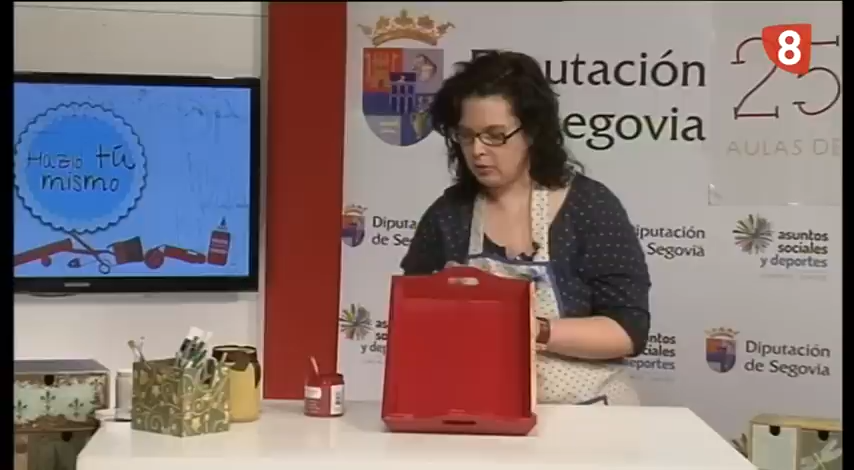 8
Hazlo tú
mismo
Diputación
Segovia
25
AULAS DE
Diputación
de Segovia
Diputación
de Segovia
asuntos
sociales
y deportes
asuntos
sociales
deportes
Diputación
de Segovia